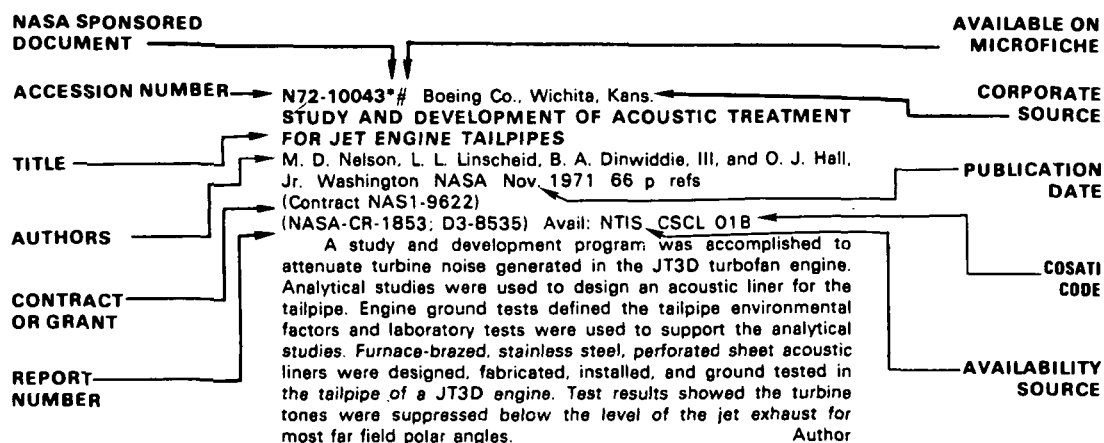 NASA SPONSORED
DOCUMENT
AVAILABLE ON
MICROFICHE
ACCESSION NUMBER
N72-10043*# Boeing Co., Wichita, Kans.
CORPORATE
SOURCE
STUDY AND DEVELOPMENT OF ACOUSTIC TREATMENT
FOR JET ENGINE TAILPIPES
TITLE
M. D. Nelson, L. L. Linscheid, B. A. Dinwiddie, III, and O. J. Hall,
Jr. Washington NASA Nov. 1971 66 p refs
PUBLICATION
DATE
(Contract NAS1-9622)
(NASA-CR-1853; D3-8535) Avail: NTIS CSCL 01B
AUTHORS
A study and development program was accomplished to
attenuate turbine noise generated in the JT3D turbofan engine.
Analytical studies were used to design an acoustic liner for the
tailpipe. Engine ground tests defined the tailpipe environmental
factors and laboratory tests were used to support the analytical
studies. Furnace-brazed, stainless steel, perforated sheet acoustic
liners were designed, fabricated, installed, and ground tested in
the tailpipe of a JT3D engine. Test results showed the turbine
tones were suppressed below the level of the jet exhaust for
most far field polar angles. Author
COSATI
CODE
CONTRACT
OR GRANT
AVAILABILITY
SOURCE
REPORT
NUMBER